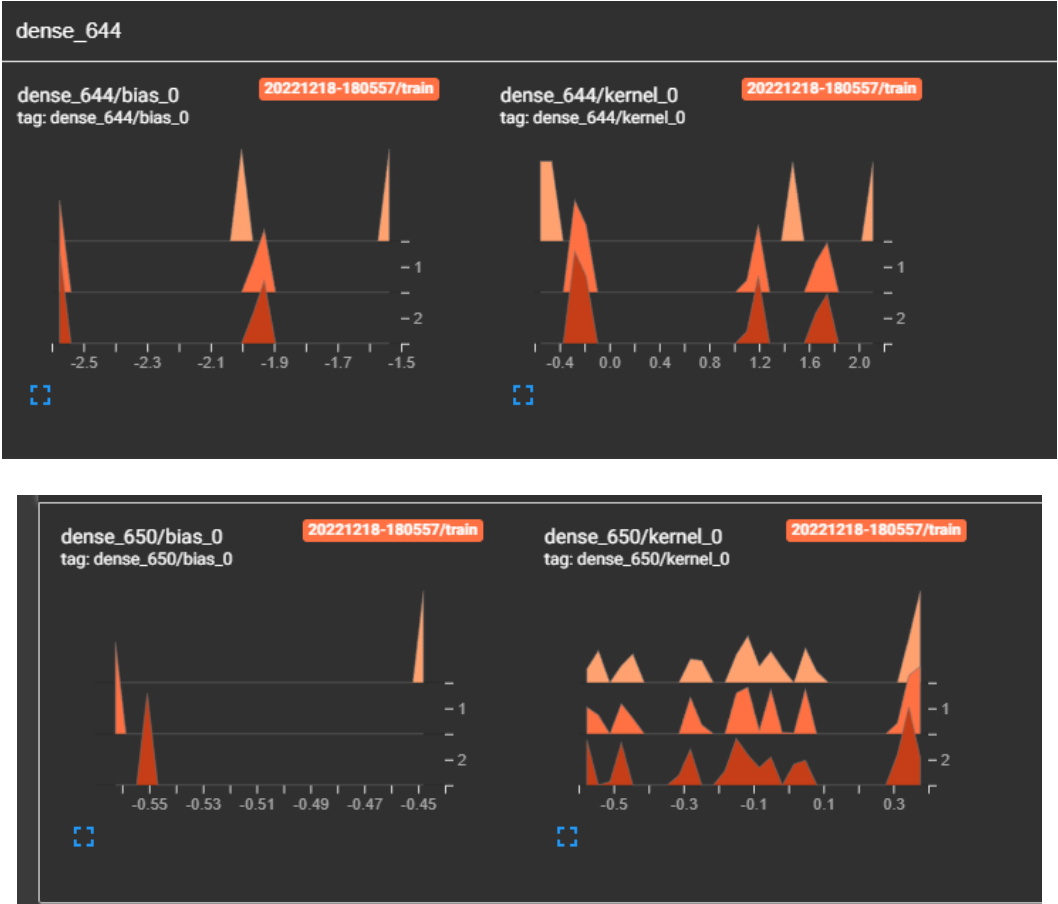 dense_644
dense_644/bias_0
20221218-180557/train
tag: dense_644/bias_0
1
2
-2.5 -2.3 -2.1 -1.9 -1.7 -1.5
dense_644/kernel_0
20221218-180557/train
tag: dense_644/kernel_0
1
2
-0.4 0.0 0.4 0.8 1.2 1.6 2.0
dense_650/bias_0
20221218-180557/train
tag: dense_650/bias_0
1
2
-0.55 -0.53 -0.51 -0.49 -0.47 -0.45
dense_650/kernel_0
20221218-180557/train
tag: dense_650/kernel_0
1
2
-0.5 -0.3 -0.1 0.1 0.3